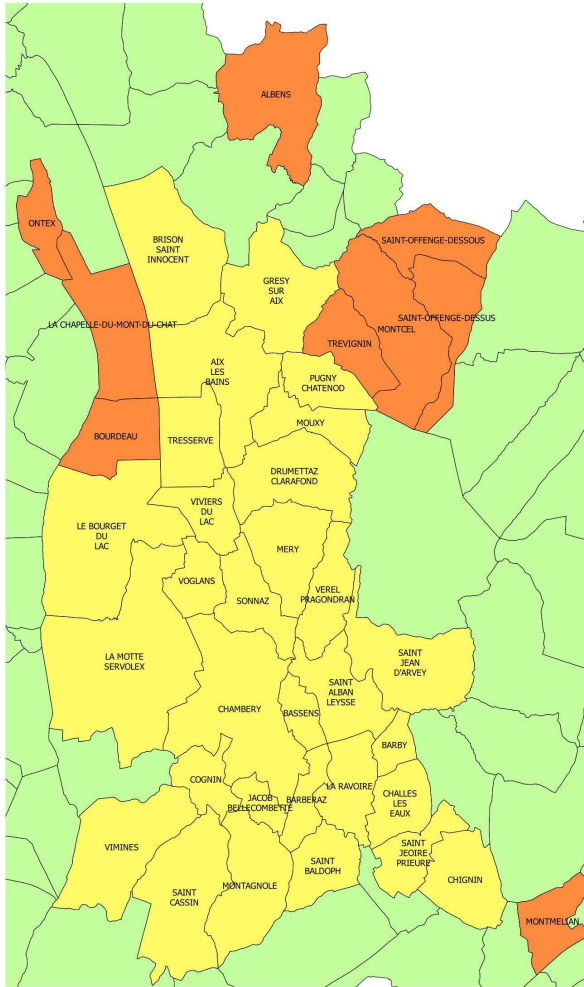 ALBENS
ONTEX
BRISON
SAINT
INNOCENT
SAINT-OFFENGE-DESSOUS
GRESY
SUR
AIX
LA CHAPELLE-DU-MONT-DU-CHAT
SAINT-OFFENGE-DESSUS
MONTCEL
TREVIGNIN
AIX
LES
BAINS
PUGNY
CHATENOD
MOUXY
BOURDEAU
TRESSERVE
DRUMETTAZ
CLARAFOND
VIVIERS
DU
LAC
LE BOURGET
DU
LAC
MERY
VOGLANS
VEREL
PRAGONDRAN
SONNAZ
LA MOTTE
SERVOLEX
SAINT
JEAN
D'ARVEY
SAINT
ALBAN
LEYSSE
CHAMBERY
BASSENS
BARBY
COGNIN
LA RAVOIRE
CHALLES
LES
EAUX
JACOB
BELLECOMBETTE
BARBERAZ
VIMINES
SAINT
JEOIRE
PRIEURE
SAINT
BALDOPH
CHIGNIN
MONTAGNOLE
SAINT
CASSIN
MONTMELIAN